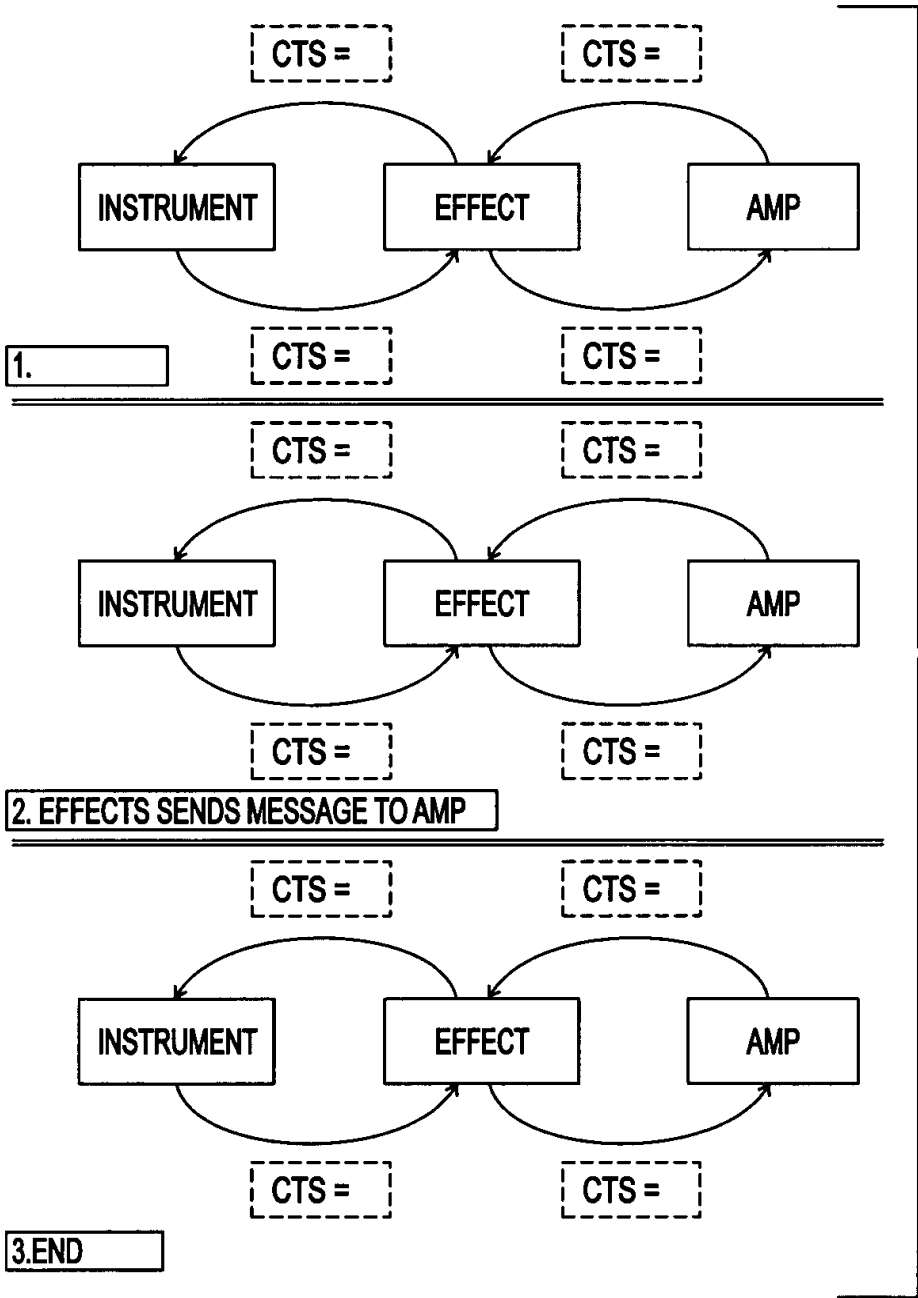 CTS = CTS =
INSTRUMENT EFFECT AMP
CTS = CTS =
1.
CTS = CTS =
INSTRUMENT EFFECT AMP
CTS = CTS =
2. EFFECTS SENDS MESSAGE TO AMP
CTS = CTS =
INSTRUMENT EFFECT AMP
CTS = CTS =
3.END